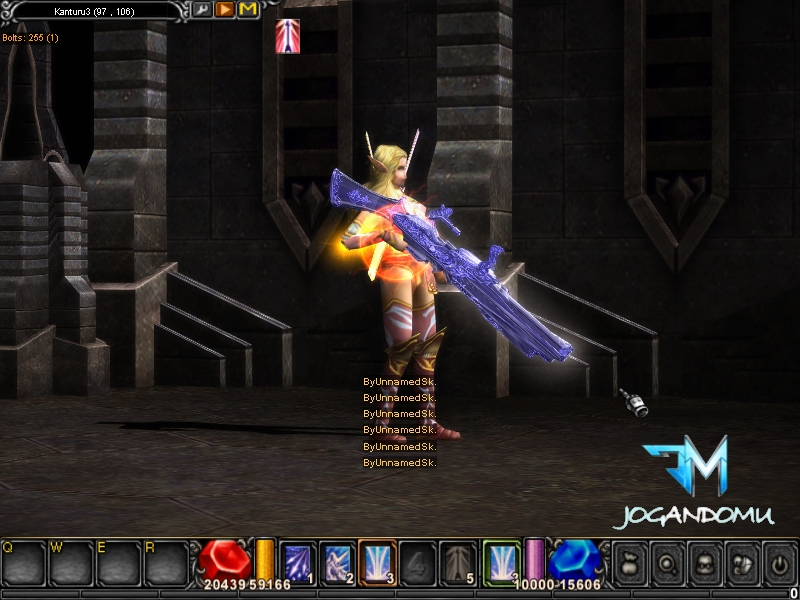 Kanturu3 (97 , 106)
M
Bolts: 255 (1)
ByUnnamedSk.
ByUnnamedSk.
ByUnnamedSk.
ByUnnamedSk.
ByUnnamedSk.
ByUnnamedSk.
JM
JOGANDOMU
Q W E R
1 2 3 4 5 3
20439 59166 10000 15606
0